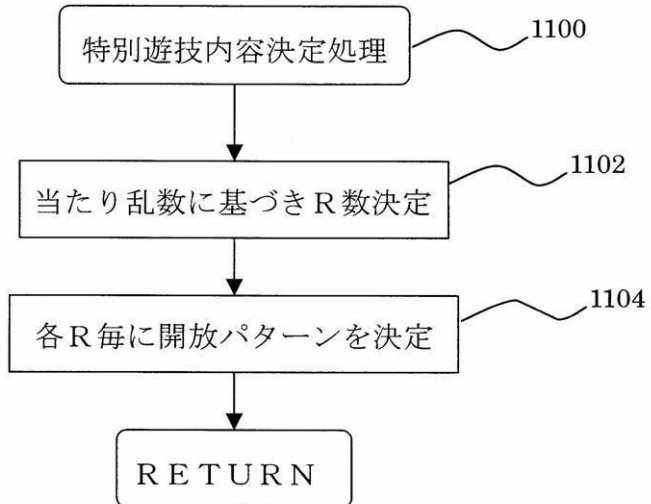 特別遊技内容決定処理
1100
当たり乱数に基づきR数決定
1102
各R毎に開放パターンを決定
1104
RETURN